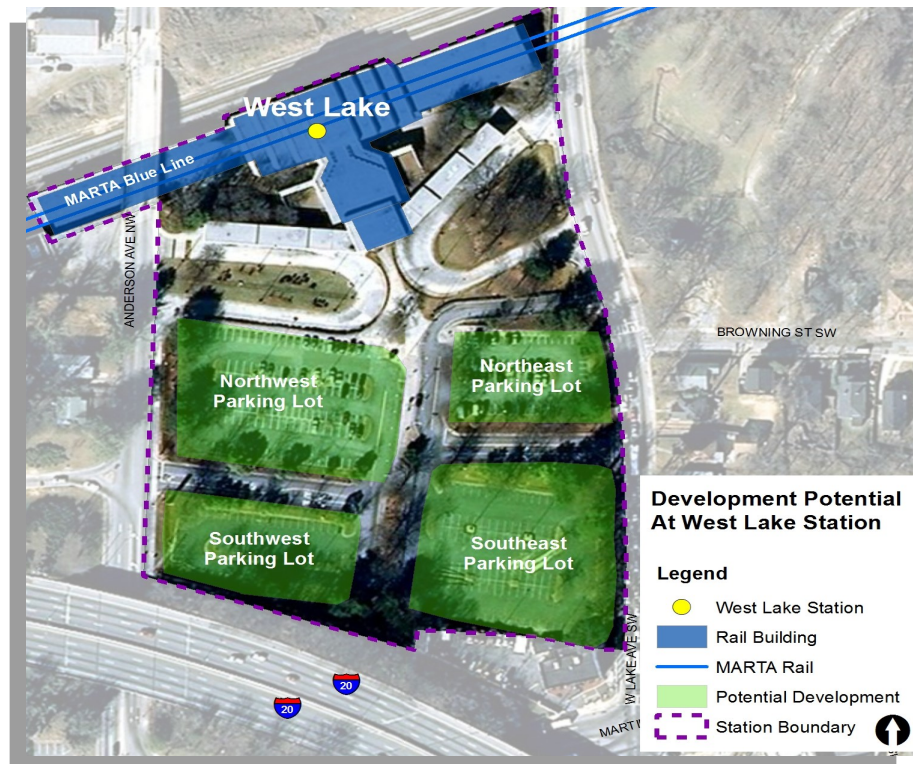 West Lake
MARTA Blue Line
ANDERSON AVE NW
BROWNING ST SW
Northwest
Parking Lot
Northeast
Parking Lot
Southwest
Parking Lot
Southeast
Parking Lot
W LAKE AVE SW
20
20
Development Potential
At West Lake Station
Legend
West Lake Station
Rail Building
MARTA Rail
Potential Development
Station Boundary